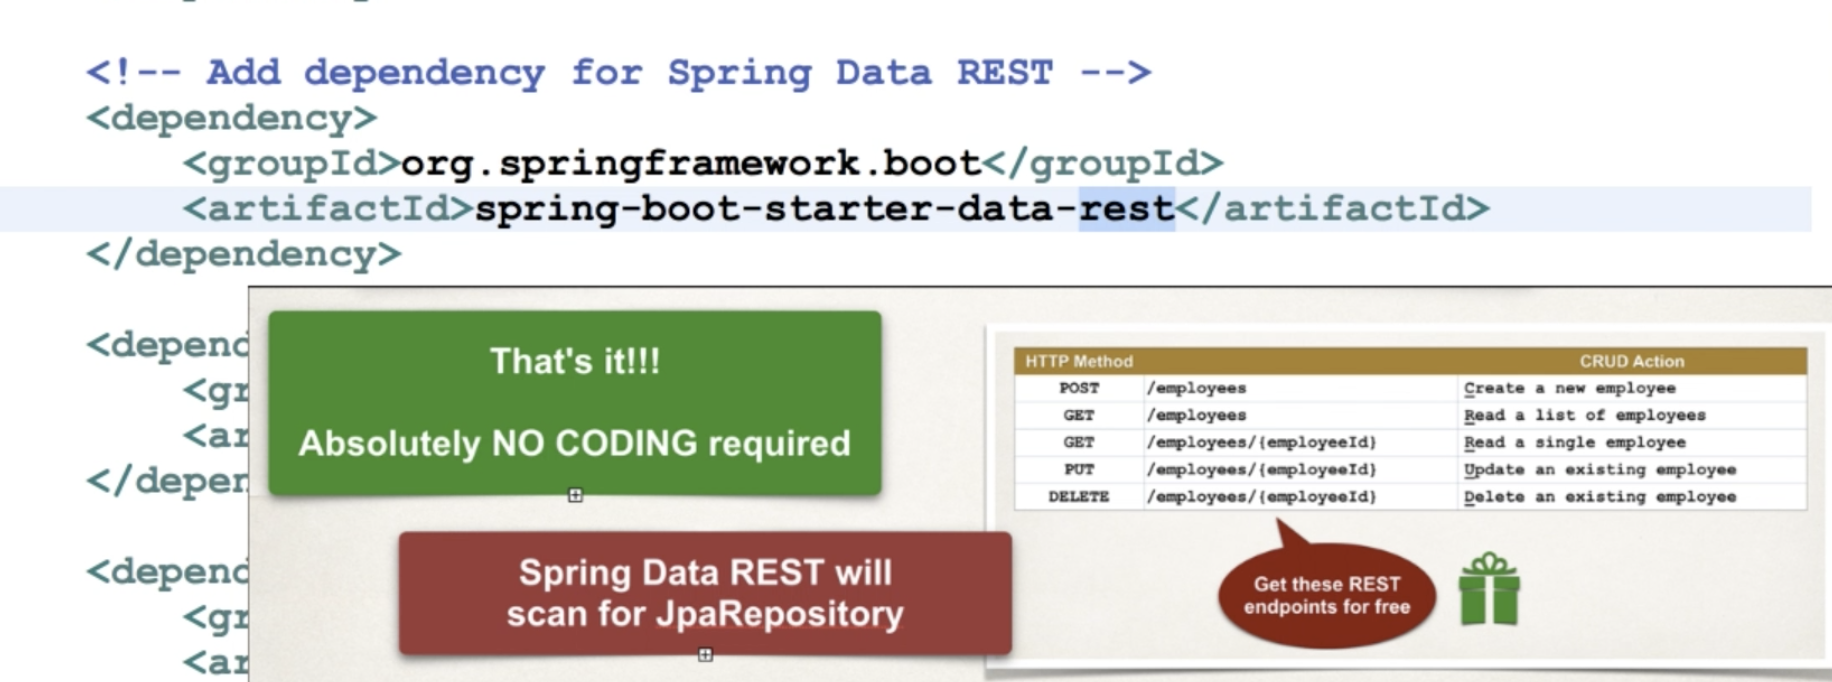 <!-- Add dependency for Spring Data REST -->
<dependency>
<groupId>org.springframework.boot</groupId>
<artifactId>spring-boot-starter-data-rest</artifactId>
</dependency>
<depend
<gr
<ar
</depen
<depend
<gr
<ar
That's it!!!
Absolutely NO CODING required
Spring Data REST will
scan for JpaRepository
HTTP Method CRUD Action
POST /employees Create a new employee
GET /employees Read a list of employees
GET /employees/{employeeId} Read a single employee
PUT /employees/{employeeId} Update an existing employee
DELETE /employees/{employeeId} Delete an existing employee
Get these REST
endpoints for free